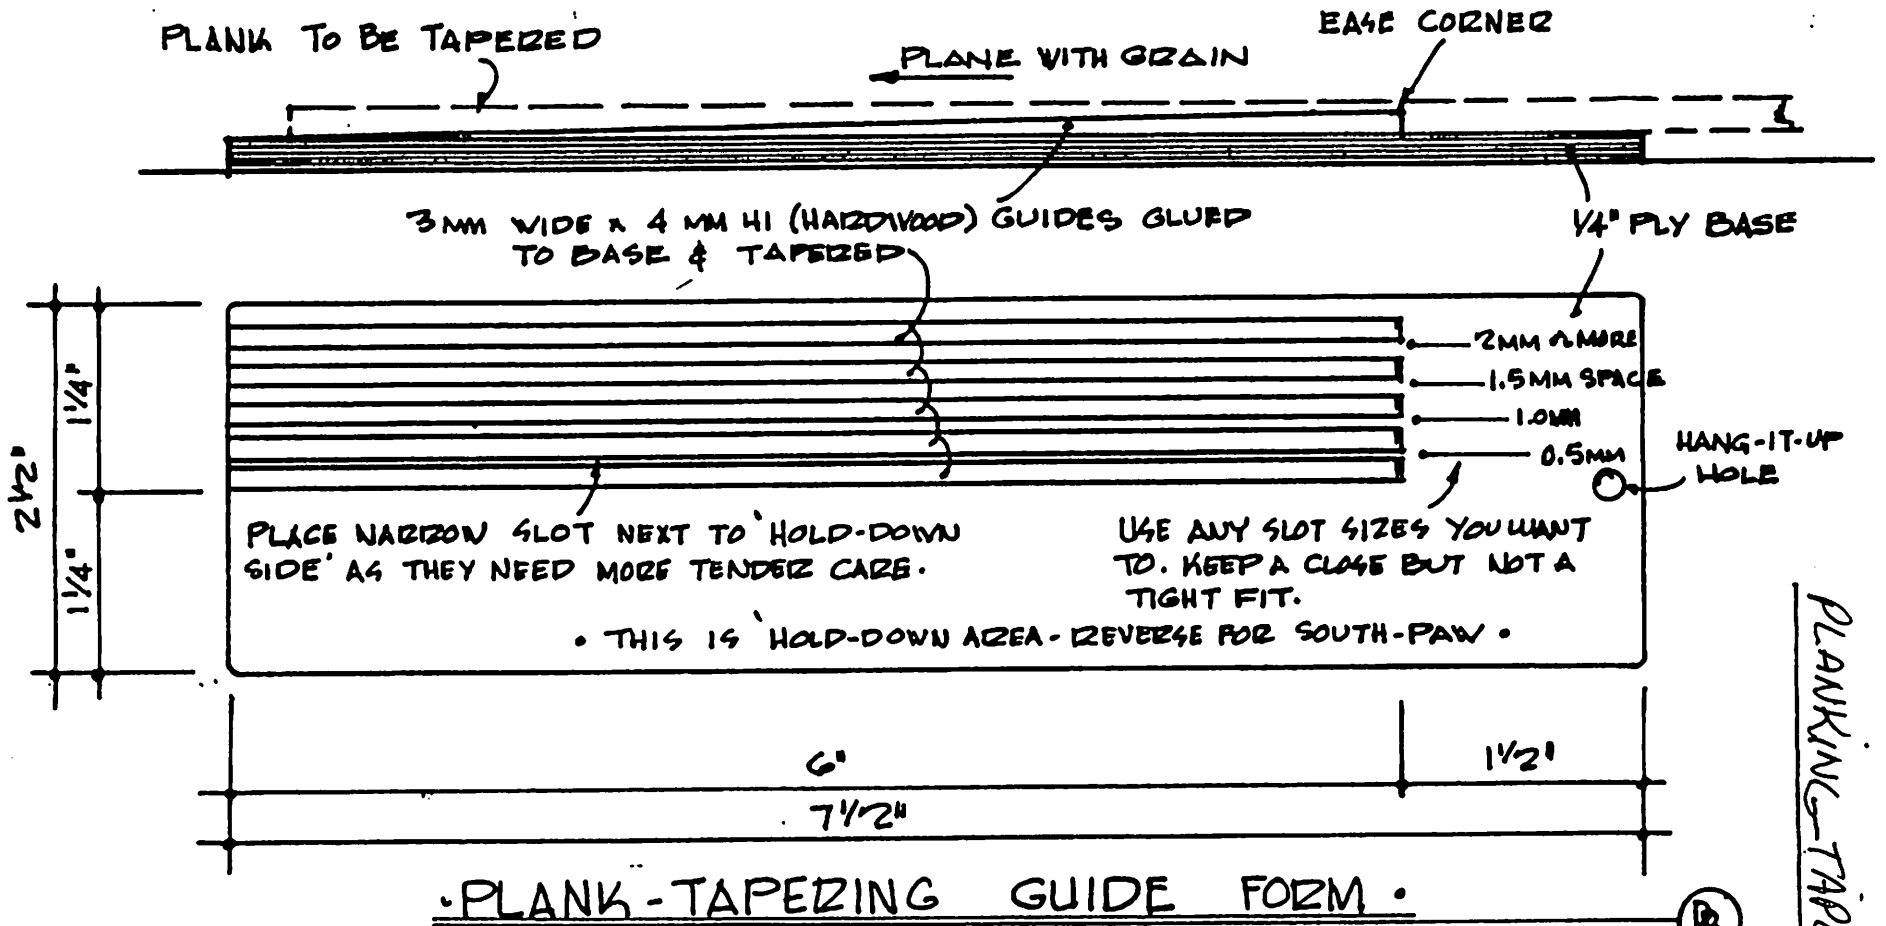 PLANK TO BE TAPERED
PLANE WITH GRAIN
EASE CORNER
3 MM WIDE x 4 MM HI (HARDWOOD) GUIDES GLUED
TO BASE & TAPERED
1/4" PLY BASE
2MM & MORE
1.5MM SPACE
1.0MM
0.5MM
HANG-IT-UP
HOLE
2 1/2"
1 1/4"
1 1/4"
PLACE NARROW SLOT NEXT TO 'HOLD-DOWN
SIDE' AS THEY NEED MORE TENDER CARE.
USE ANY SLOT SIZES YOU WANT
TO. KEEP A CLOSE BUT NOT A
TIGHT FIT.
• THIS IS 'HOLD-DOWN AREA - REVERSE FOR SOUTH-PAW •
6"
1 1/2"
7 1/2"
• PLANK-TAPERING GUIDE FORM •
PLANKING-TAP